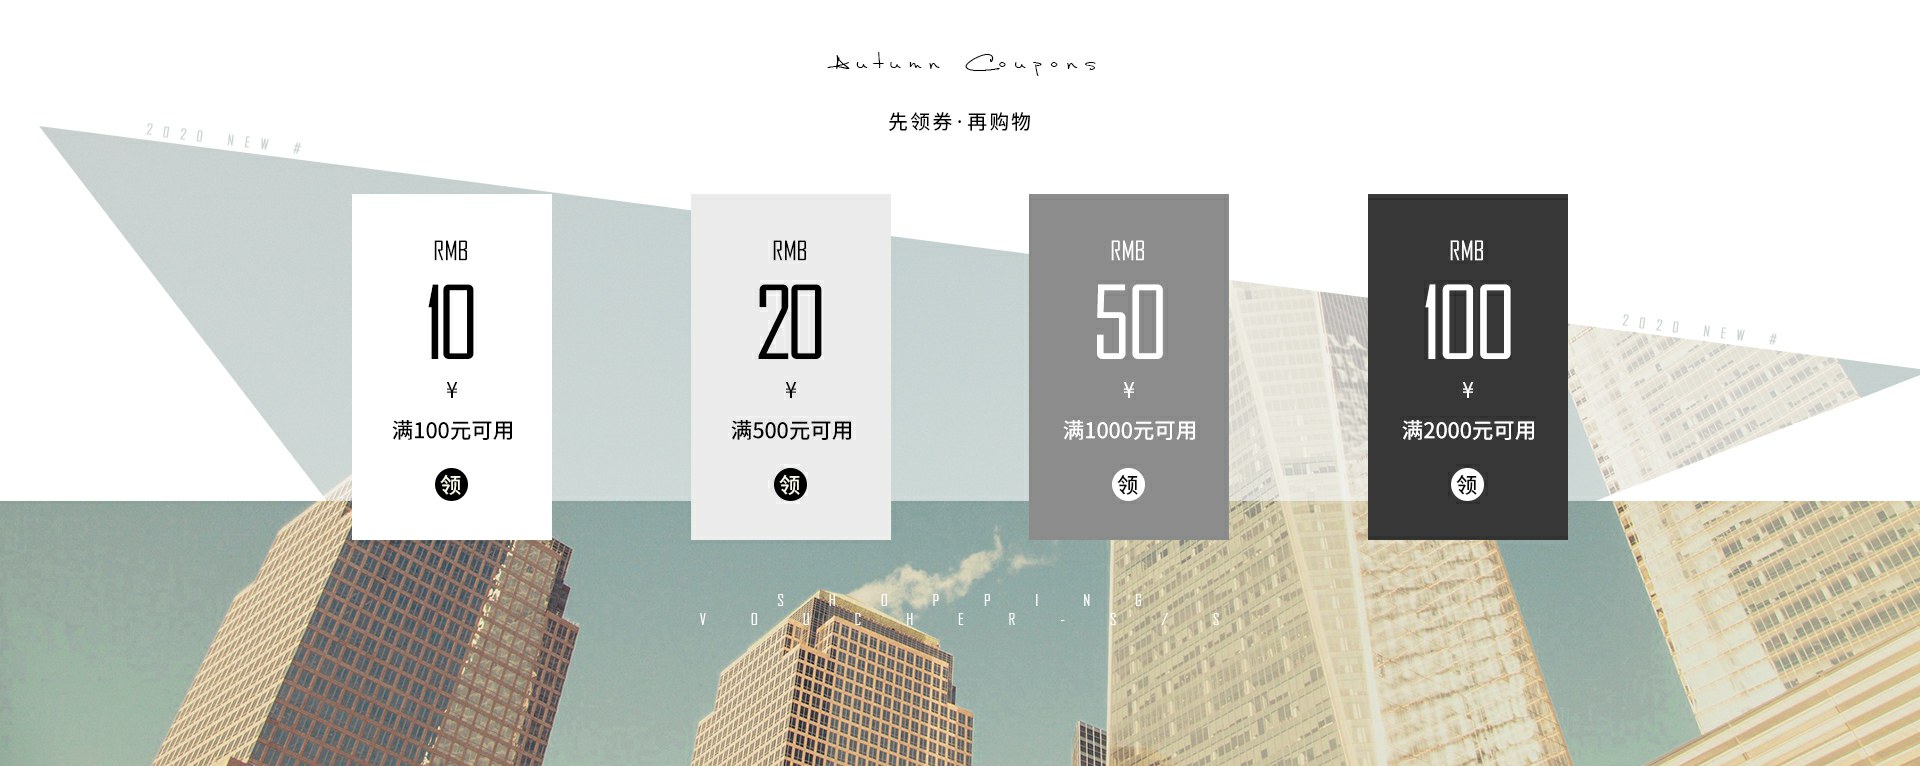 Autumn Coupons
先领券·再购物
2020 NEW #
RMB
10
¥
满100元可用
领
RMB
20
¥
满500元可用
领
RMB
50
¥
满1000元可用
领
RMB
100
¥
满2000元可用
领
2020 NEW #
SHOPPING
VOUCHER-S/S